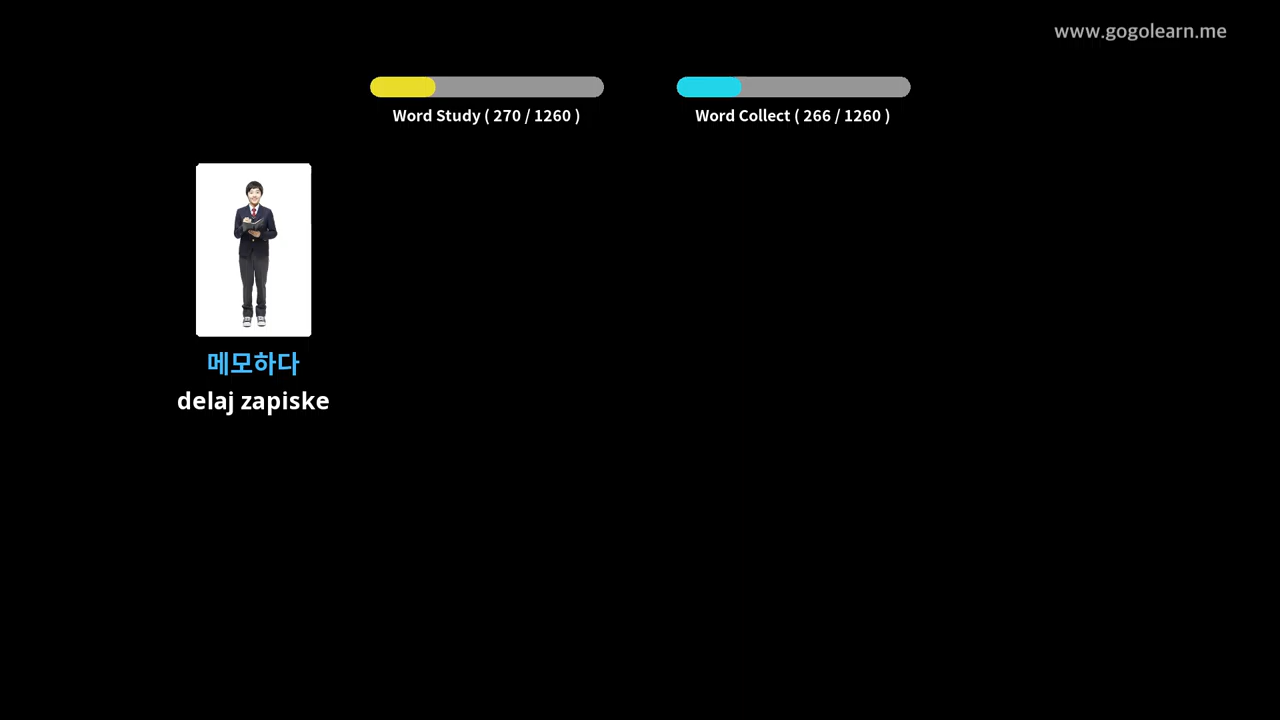 www.gogolearn.me
Word Study ( 270 / 1260 )
Word Collect ( 266 / 1260 )
메모하다
delaj zapiske